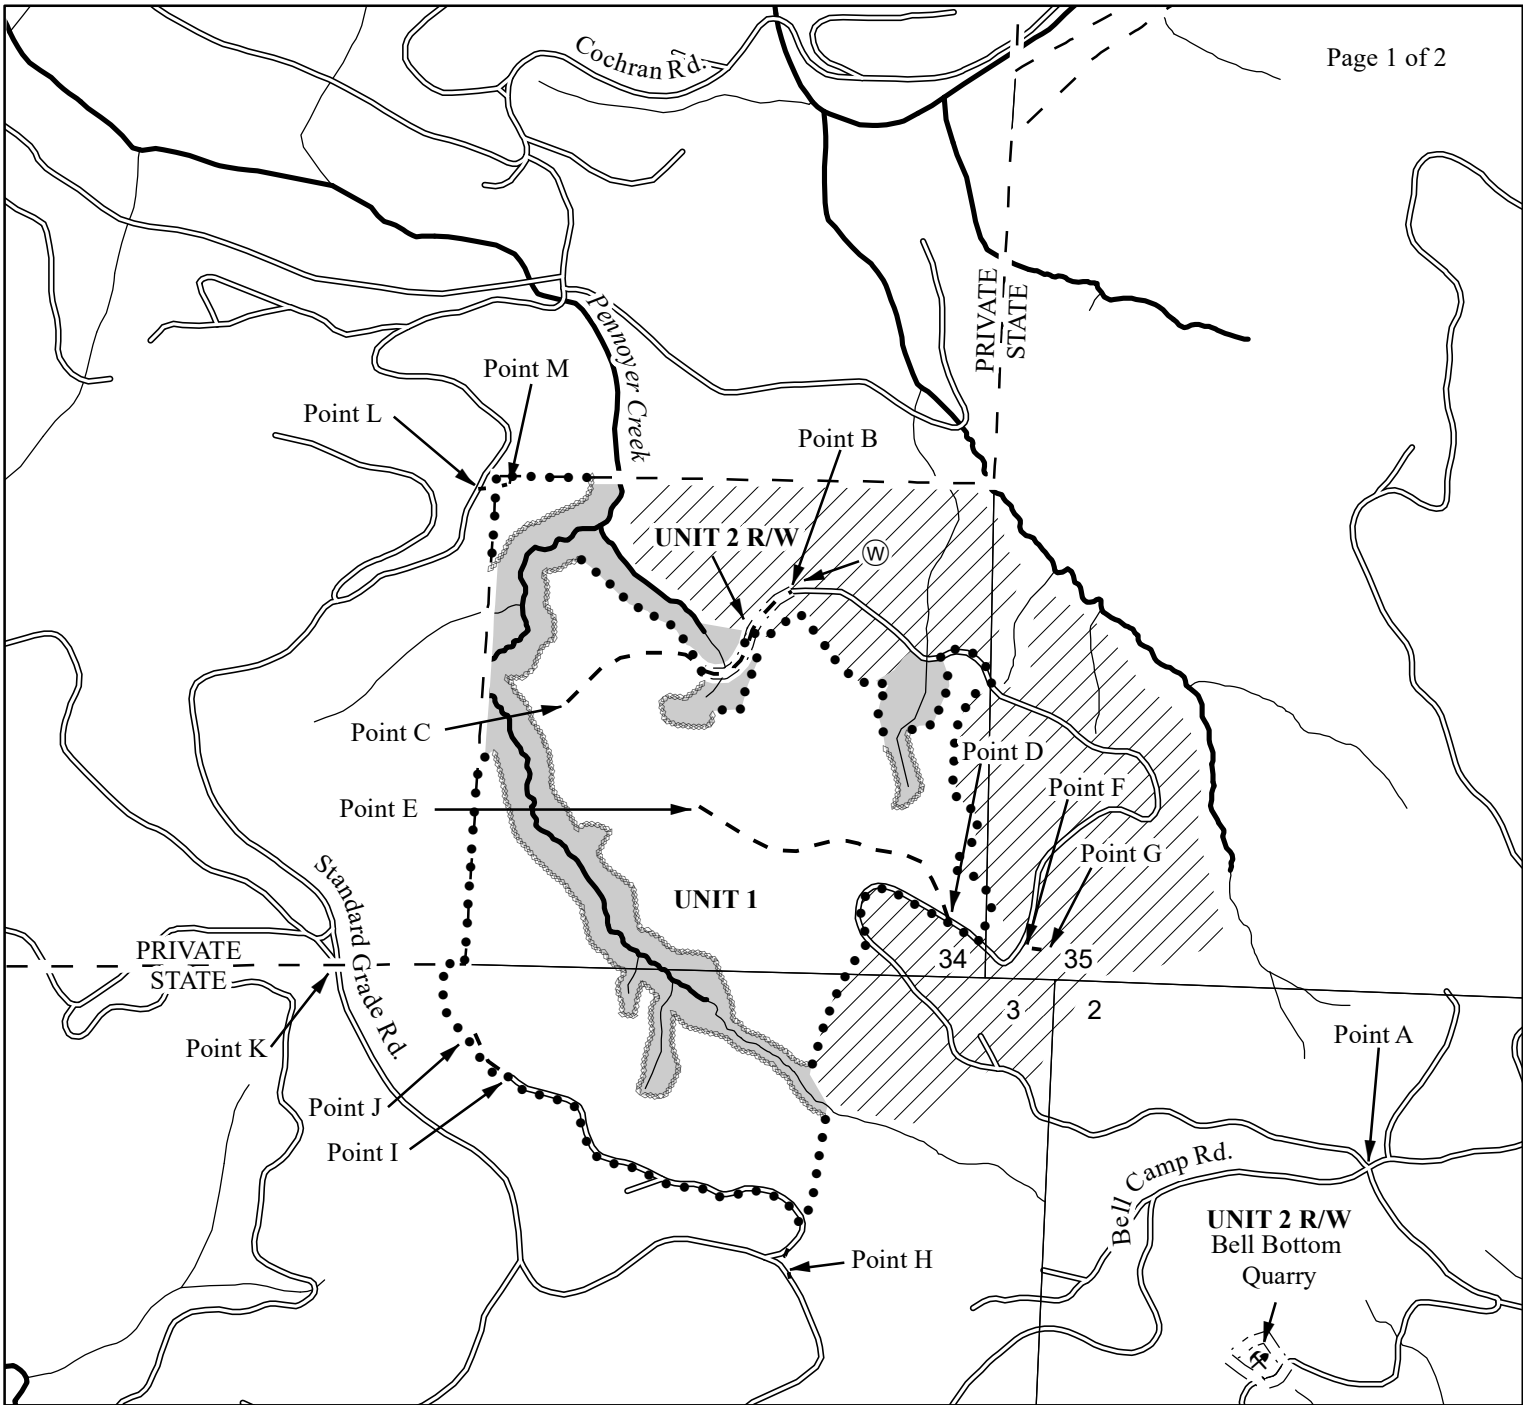 Page 1 of 2
Cochran Rd.
Pennoyer Creek
PRIVATE
STATE
Point M
Point L
Point B
UNIT 2 R/W
W
Point C
Point D
Point E
Point F
Point G
UNIT 1
Standard Grade Rd.
PRIVATE
STATE
34
35
3
2
Point K
Point A
Point J
Point I
Bell Camp Rd.
UNIT 2 R/W
Bell Bottom
Quarry
Point H